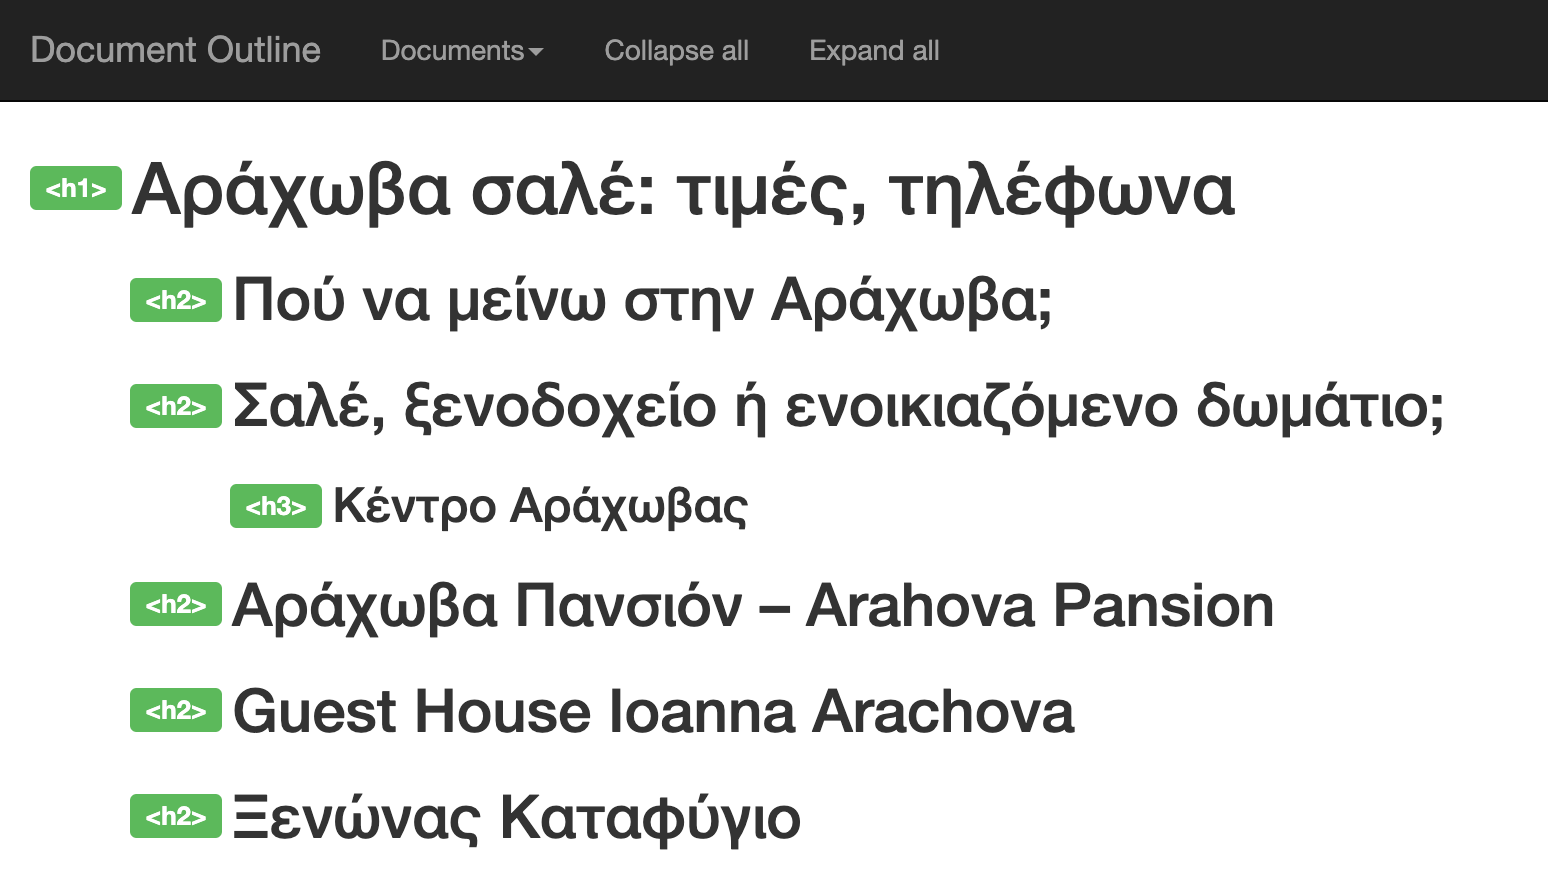 Document Outline Documents Collapse all Expand all
<h1> Αράχωβα σαλέ: τιμές, τηλέφωνα
<h2> Πού να μείνω στην Αράχωβα;
<h2> Σαλέ, ξενοδοχείο ή ενοικιαζόμενο δωμάτιο;
<h3> Κέντρο Αράχωβας
<h2> Αράχωβα Πανσιόν – Arahova Pansion
<h2> Guest House Ioanna Arachova
<h2> Ξενώνας Καταφύγιο